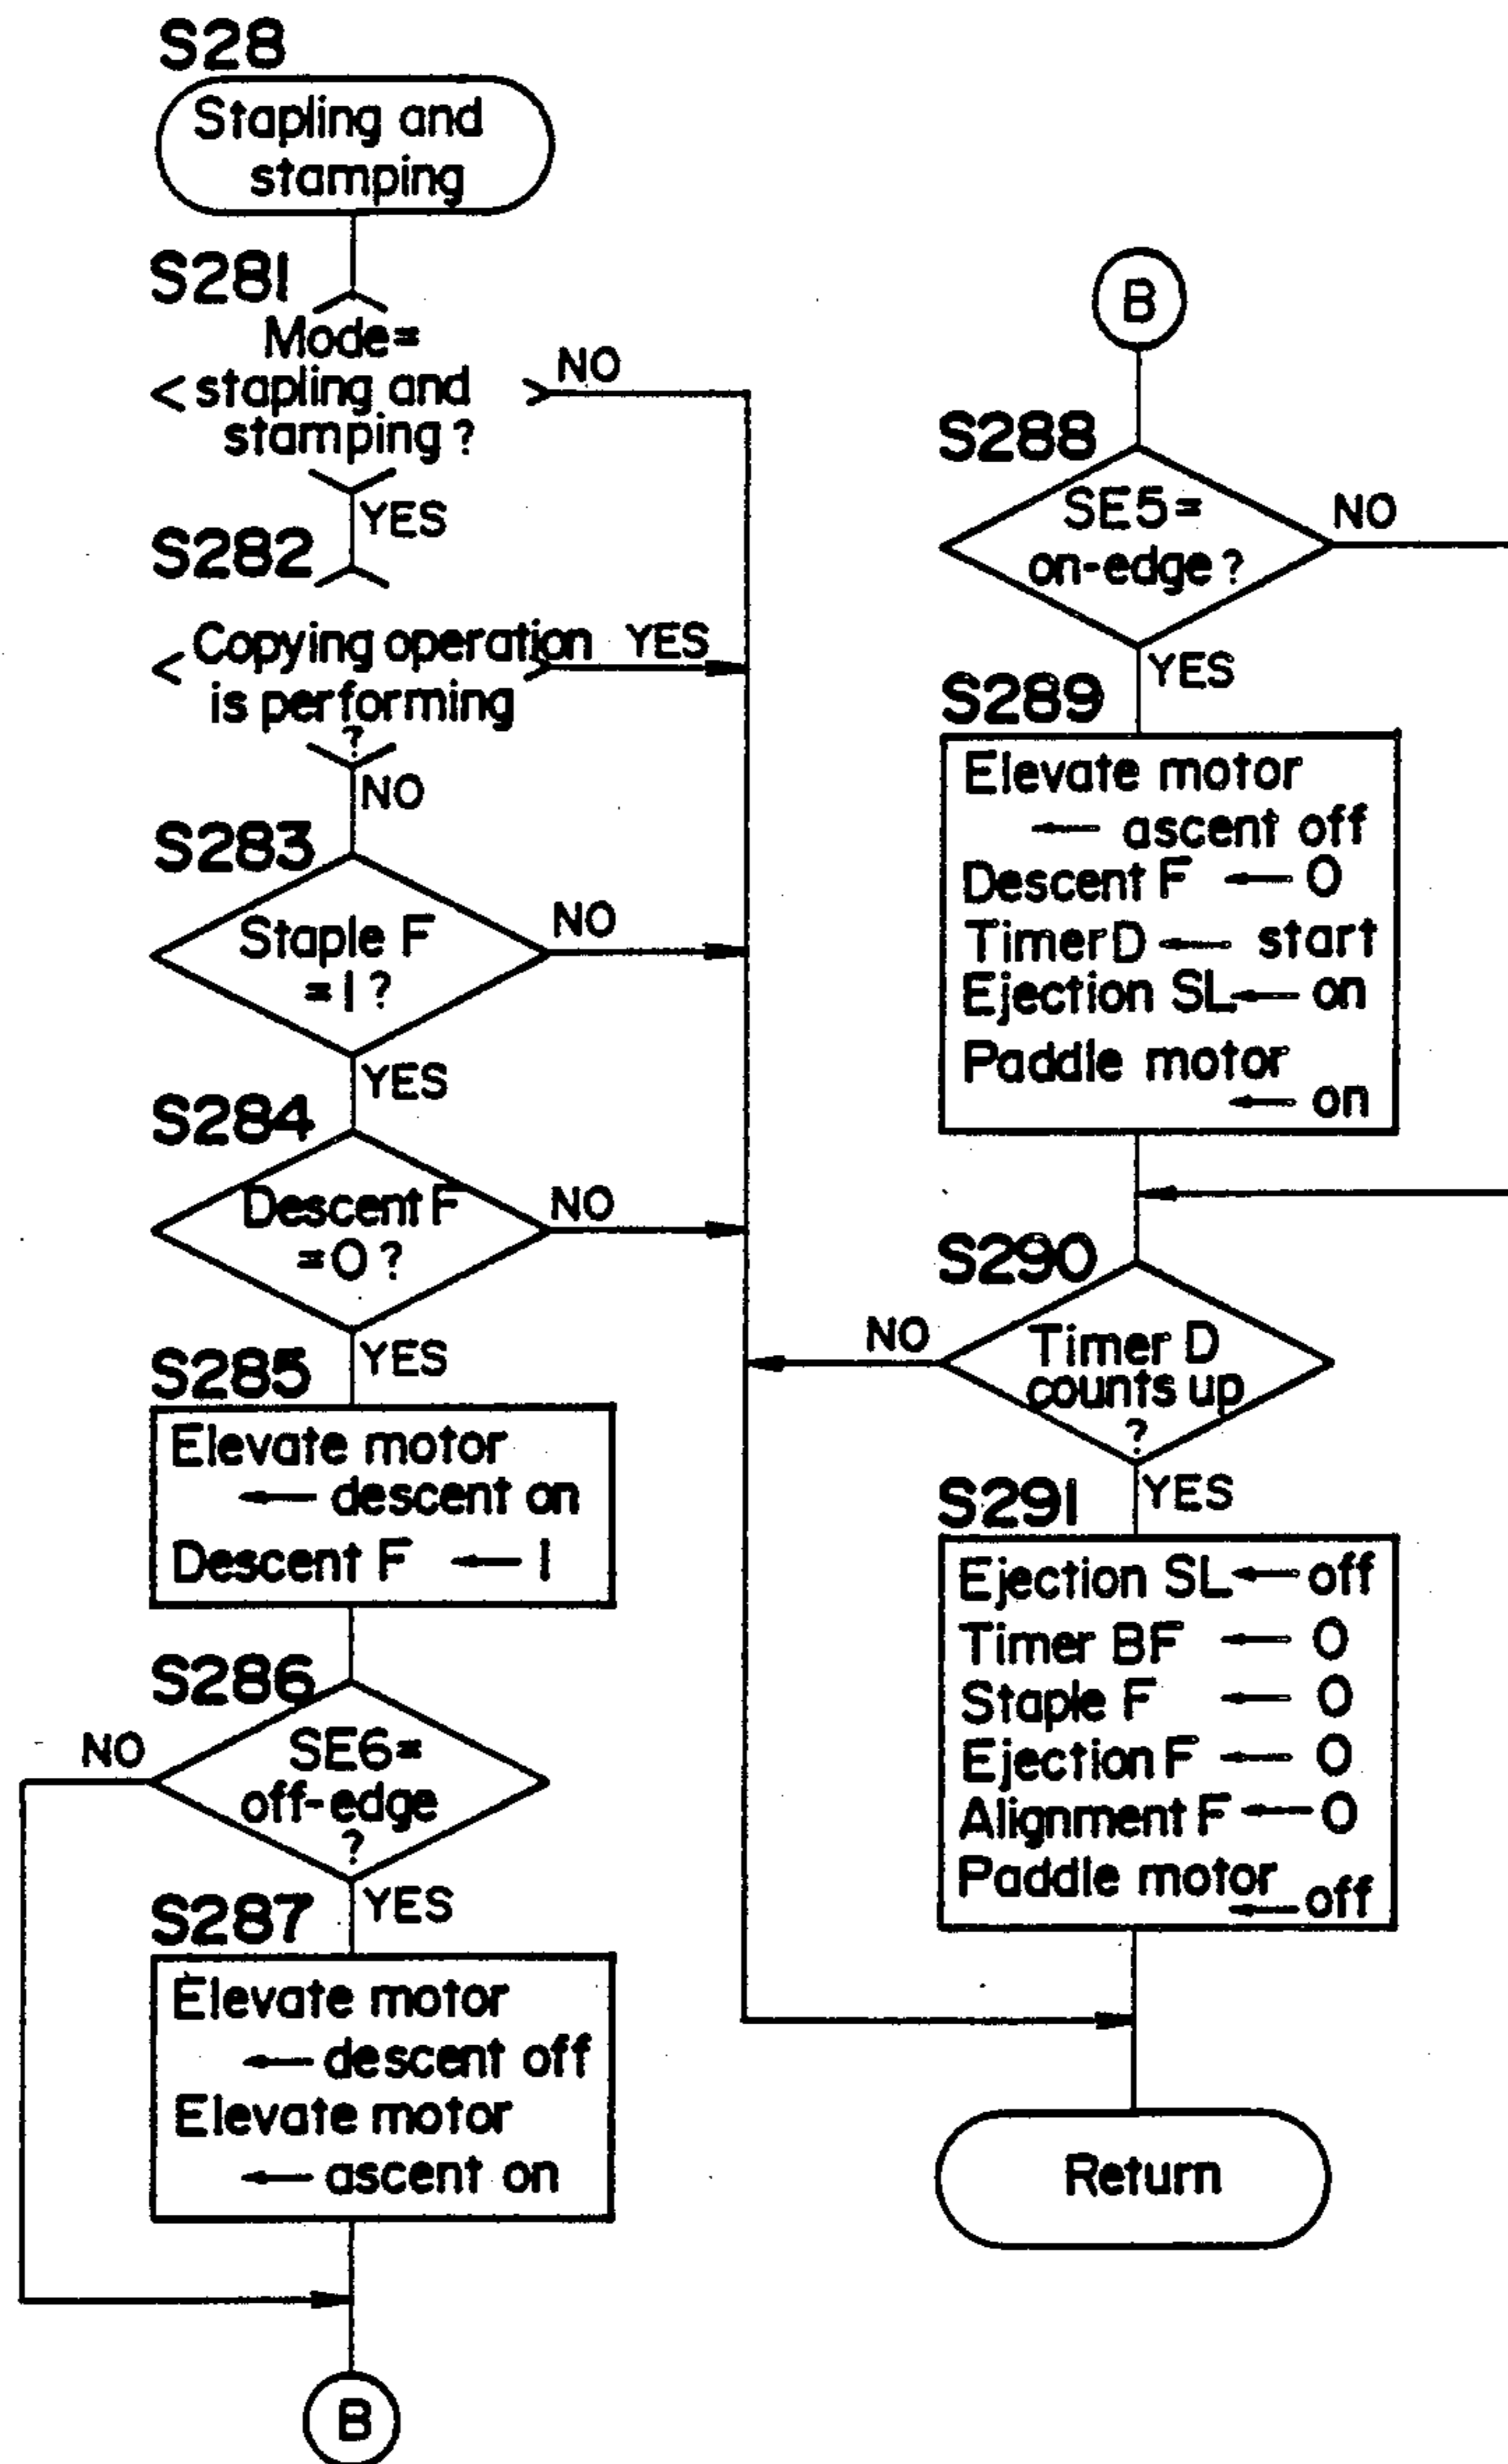 S28
Stapling and
stamping
S281
Mode=
stapling and
stamping?
NO
YES
S282
Copying operation
is performing
?
YES
NO
S283
Staple F
=1?
NO
YES
S284
Descent F
=0?
NO
YES
S285
Elevate motor
← descent on
Descent F ← 1
S286
SE6=
off-edge
?
NO
YES
S287
Elevate motor
← descent off
Elevate motor
← ascent on
B
B
S288
SE5=
on-edge?
NO
YES
S289
Elevate motor
← ascent off
Descent F ← 0
Timer D ← start
Ejection SL ← on
Paddle motor
← on
S290
Timer D
counts up
?
NO
YES
S291
Ejection SL ← off
Timer BF ← 0
Staple F ← 0
Ejection F ← 0
Alignment F ← 0
Paddle motor
← off
Return